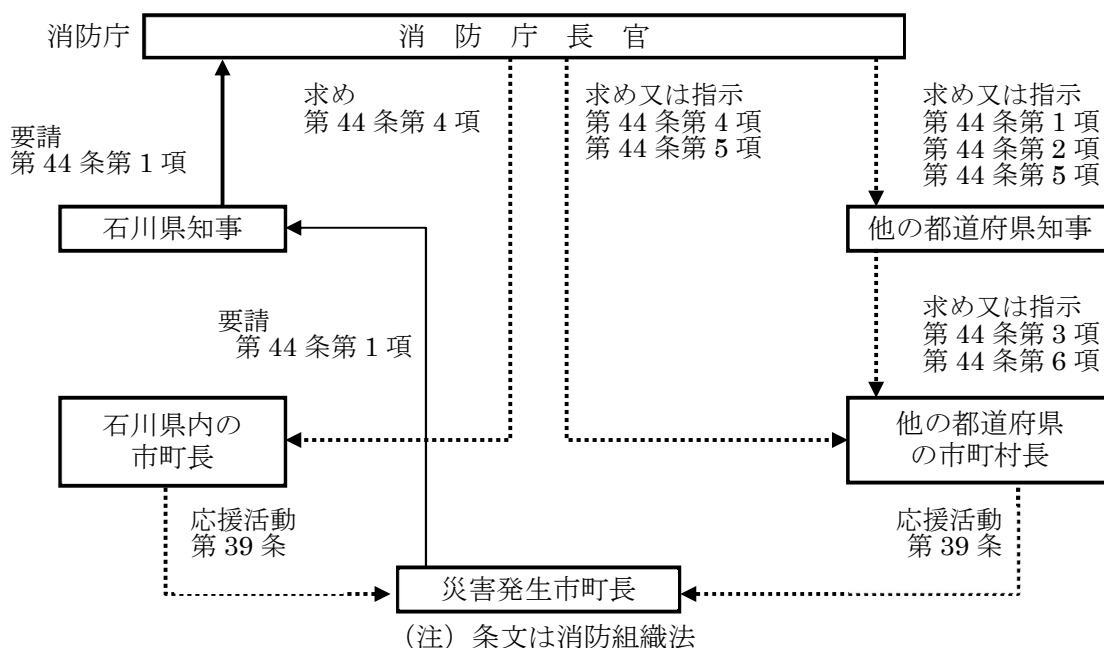 消防庁
消防庁長官
求め
第 44 条第 4 項
求め又は指示
第 44 条第 4 項
第 44 条第 5 項
求め又は指示
第 44 条第 1 項
第 44 条第 2 項
第 44 条第 5 項
要請
第 44 条第 1 項
石川県知事
他の都道府県知事
要請
第 44 条第 1 項
求め又は指示
第 44 条第 3 項
第 44 条第 6 項
石川県内の
市町長
他の都道府県
の市町村長
応援活動
第 39 条
応援活動
第 39 条
災害発生市町長
（注）条文は消防組織法